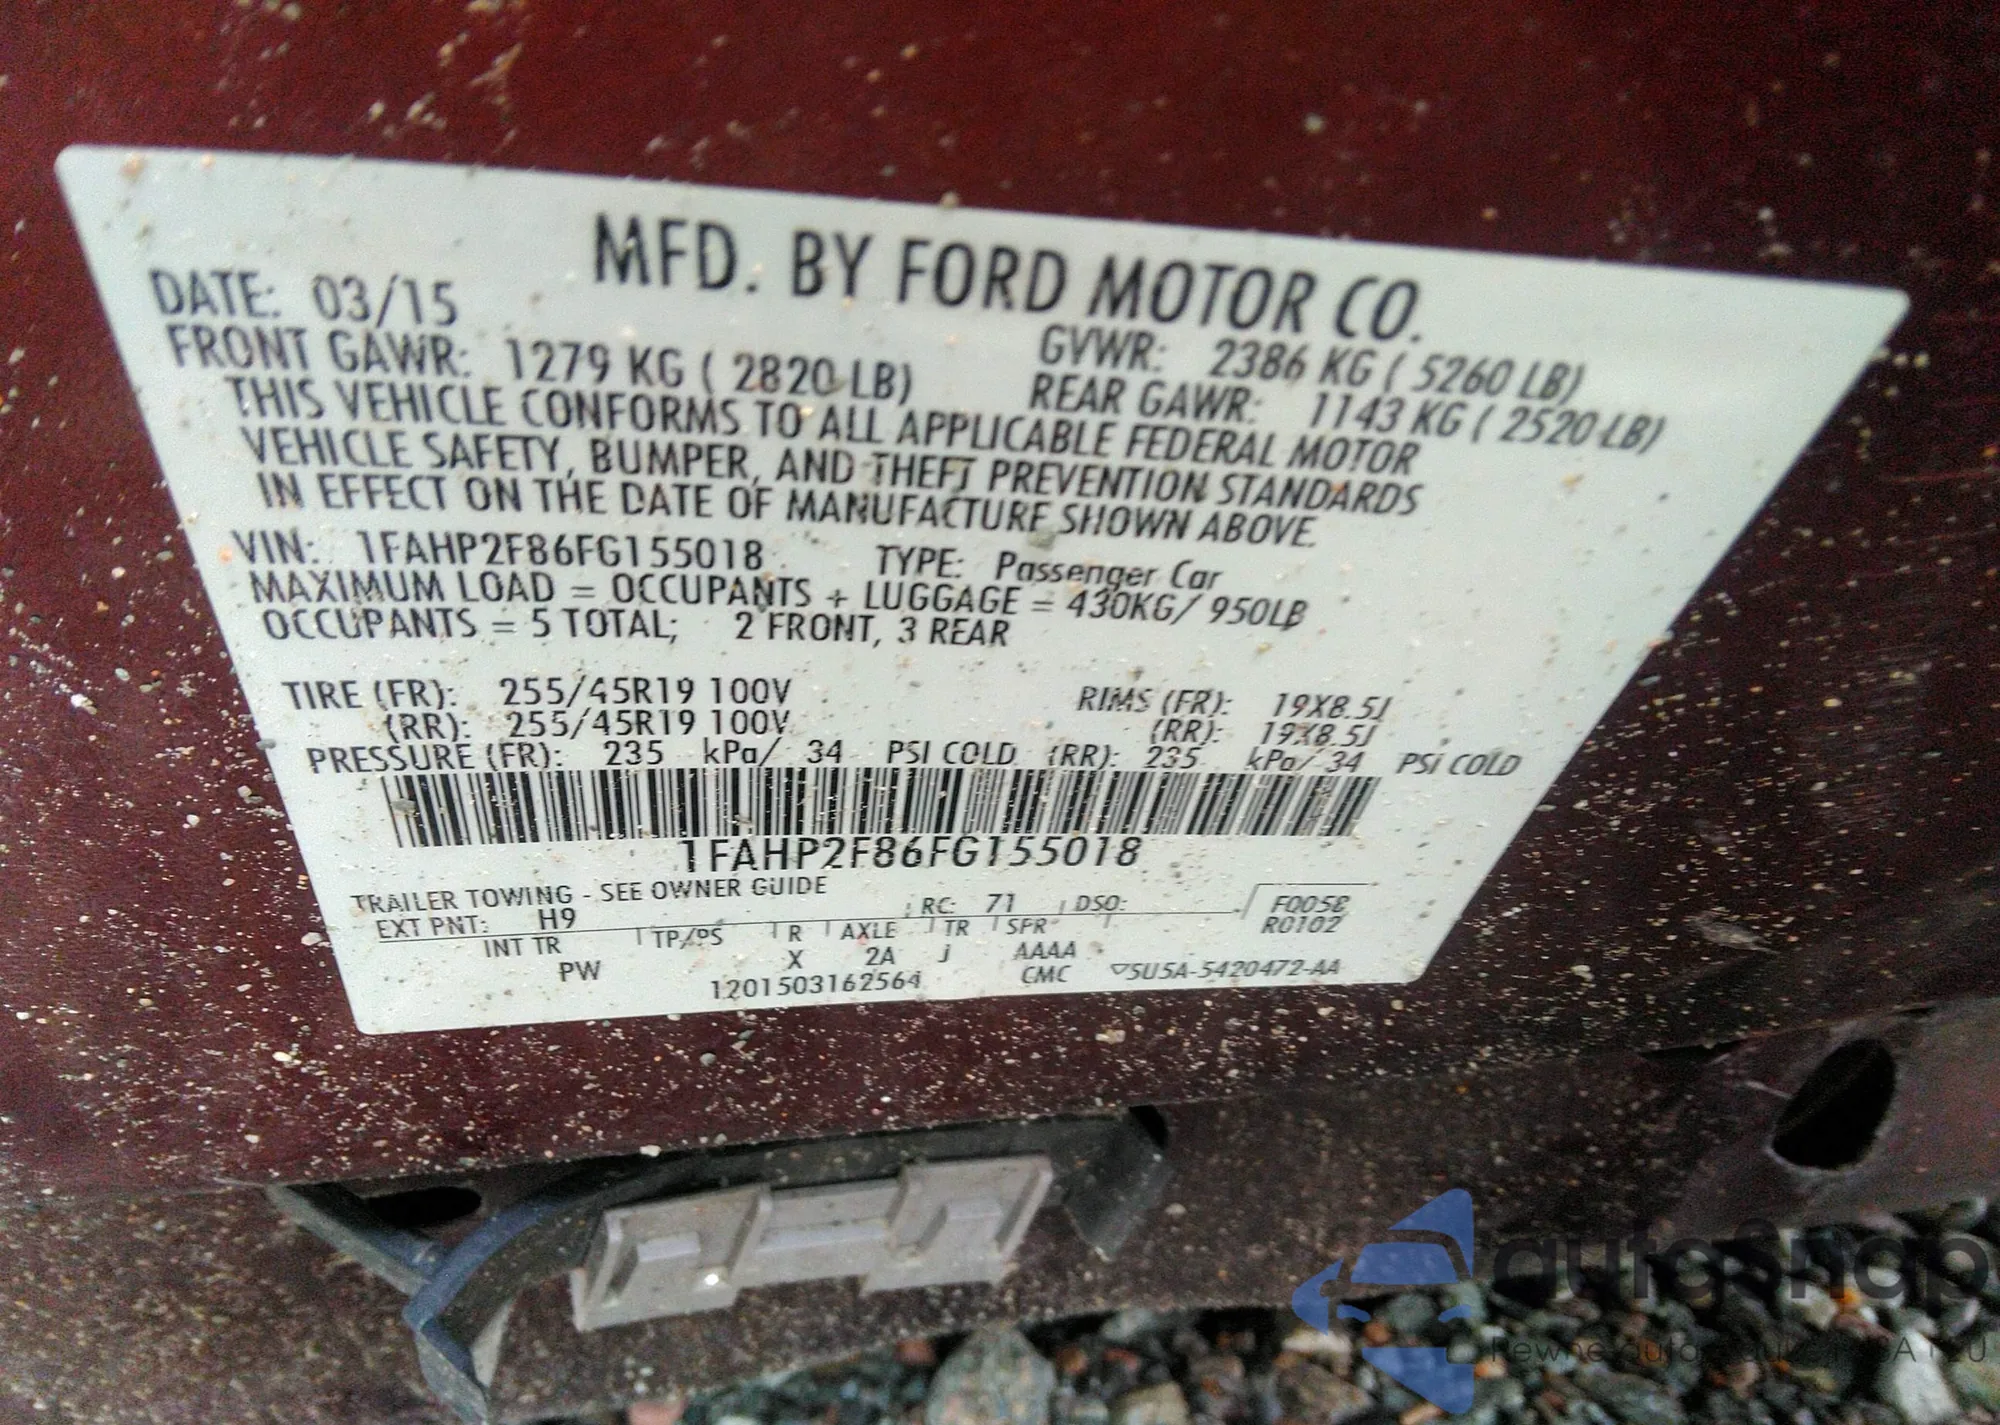 MFD. BY FORD MOTOR CO.
DATE: 03/15 GVWR: 2386 KG ( 5260 LB)
FRONT GAWR: 1279 KG ( 2820 LB) REAR GAWR: 1143 KG ( 2520 LB)
THIS VEHICLE CONFORMS TO ALL APPLICABLE FEDERAL MOTOR
VEHICLE SAFETY, BUMPER, AND THEFT PREVENTION STANDARDS
IN EFFECT ON THE DATE OF MANUFACTURE SHOWN ABOVE.
VIN: 1FAHP2F86FG155018 TYPE: Passenger Car
MAXIMUM LOAD = OCCUPANTS + LUGGAGE = 430KG/ 950LB
OCCUPANTS = 5 TOTAL; 2 FRONT, 3 REAR
TIRE (FR): 255/45R19 100V RIMS (FR): 19X8.5J
(RR): 255/45R19 100V (RR): 19X8.5J
PRESSURE (FR): 235 kPa/ 34 PSI COLD (RR): 235 kPa/ 34 PSI COLD
1FAHP2F86FG155018
TRAILER TOWING - SEE OWNER GUIDE
EXT PNT: H9 RC: 71 DSO: F0058
R0102
INT TR TP/PS R AXLE TR SPR
PW X 2A J AAAA
1201503162564 CMC ▽5U5A-5420472-AA
autosnap